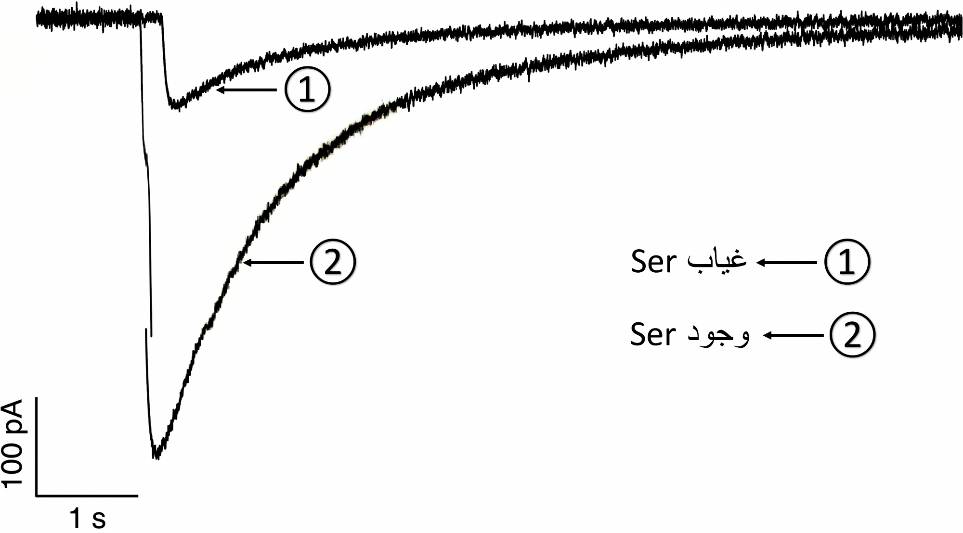 ①
②
غياب Ser ← ①
وجود Ser ← ②
100 pA
1 s